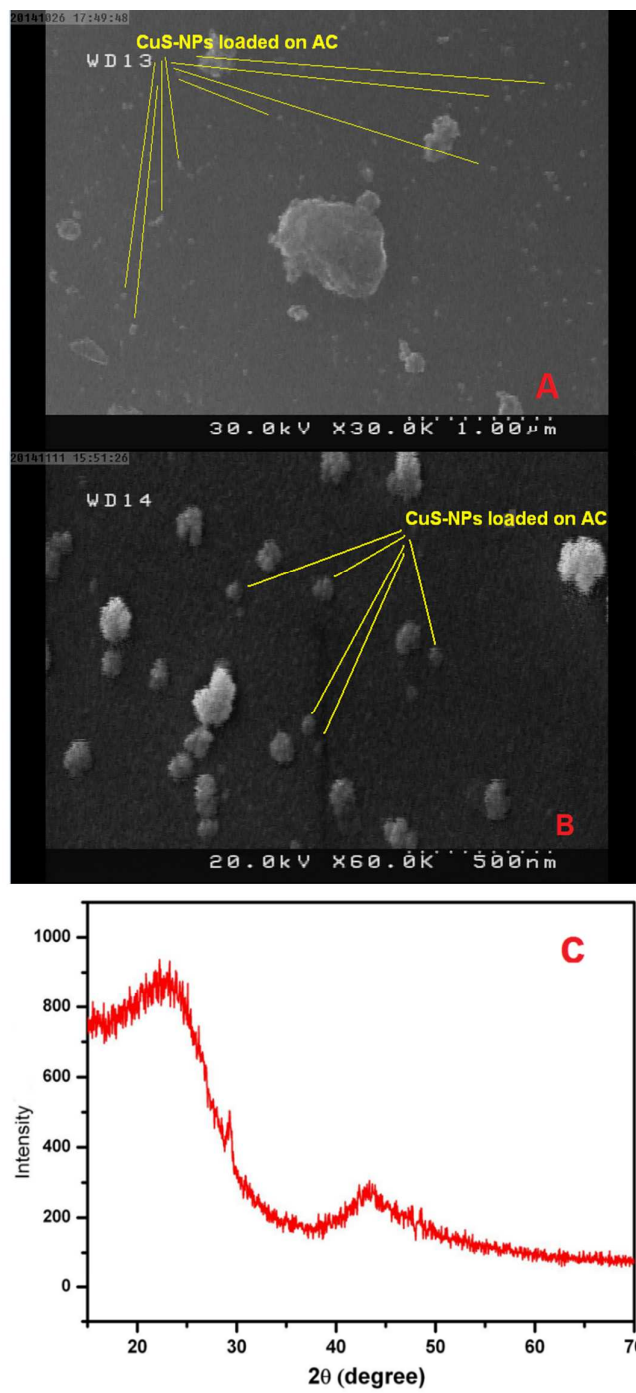 20141026 17:49:48
CuS-NPs loaded on AC
WD13
A
30.0kV X30.0K 1.00µm
20141111 15:51:26
WD14
CuS-NPs loaded on AC
B
20.0kV X60.0K 500nm
C
1000
800
600
400
200
0
Intensity
20 30 40 50 60 70
2θ (degree)